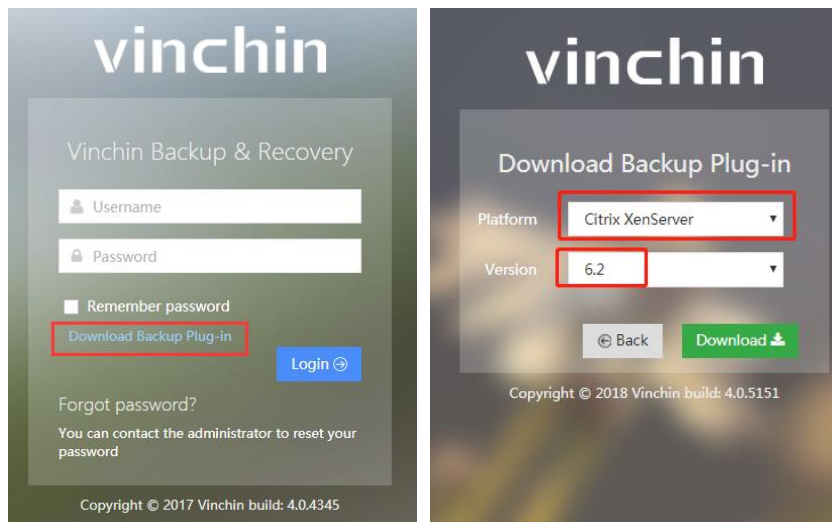 vinchin
Vinchin Backup & Recovery
Username
Password
Remember password
Download Backup Plug-in
Login
Forgot password?
You can contact the administrator to reset your
password
Copyright © 2017 Vinchin build: 4.0.4345
vinchin
Download Backup Plug-in
Platform Citrix XenServer
Version 6.2
Back Download
Copyright © 2018 Vinchin build: 4.0.5151